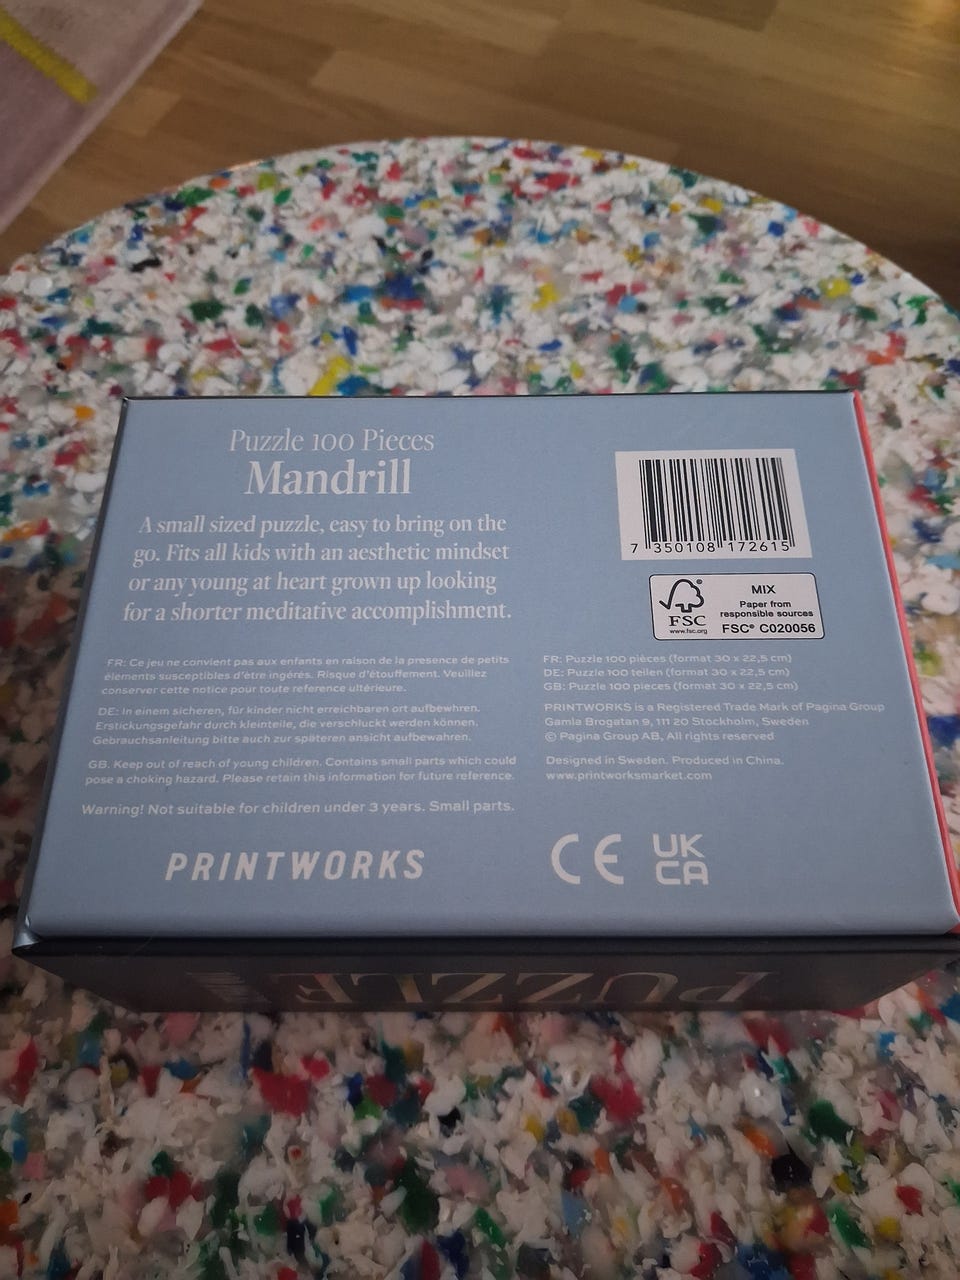 Puzzle 100 Pieces
Mandrill
A small sized puzzle, easy to bring on the
go. Fits all kids with an aesthetic mindset
or any young at heart grown up looking
for a shorter meditative accomplishment.
FR: Ce jeu ne convient pas aux enfants en raison de la presence de petits
élements susceptibles d'être ingérés. Risque d'étouffement. Veuillez
conserver cette notice pour toute reference ultérieure.
DE: In einem sicheren, für kinder nicht erreichbaren ort aufbewhren.
Erstickungsgefahr durch kleinteile, die verschluckt werden können.
Gebrauchsanleitung bitte auch zur späteren ansicht aufbewahren.
GB. Keep out of reach of young children. Contains small parts which could
pose a choking hazard. Please retain this information for future reference.
Warning! Not suitable for children under 3 years. Small parts.
PRINTWORKS
7 350108 172615
FSC
www.fsc.org
MIX
Paper from
responsible sources
FSC® C020056
FR: Puzzle 100 pièces (format 30 x 22,5 cm)
DE: Puzzle 100 teilen (format 30 x 22,5 cm)
GB: Puzzle 100 pieces (format 30 x 22,5 cm)
PRINTWORKS is a Registered Trade Mark of Pagina Group
Gamla Brogatan 9, 111 20 Stockholm, Sweden
© Pagina Group AB, All rights reserved
Designed in Sweden. Produced in China.
www.printworksmarket.com
CE
UK
CA
PUZZLE